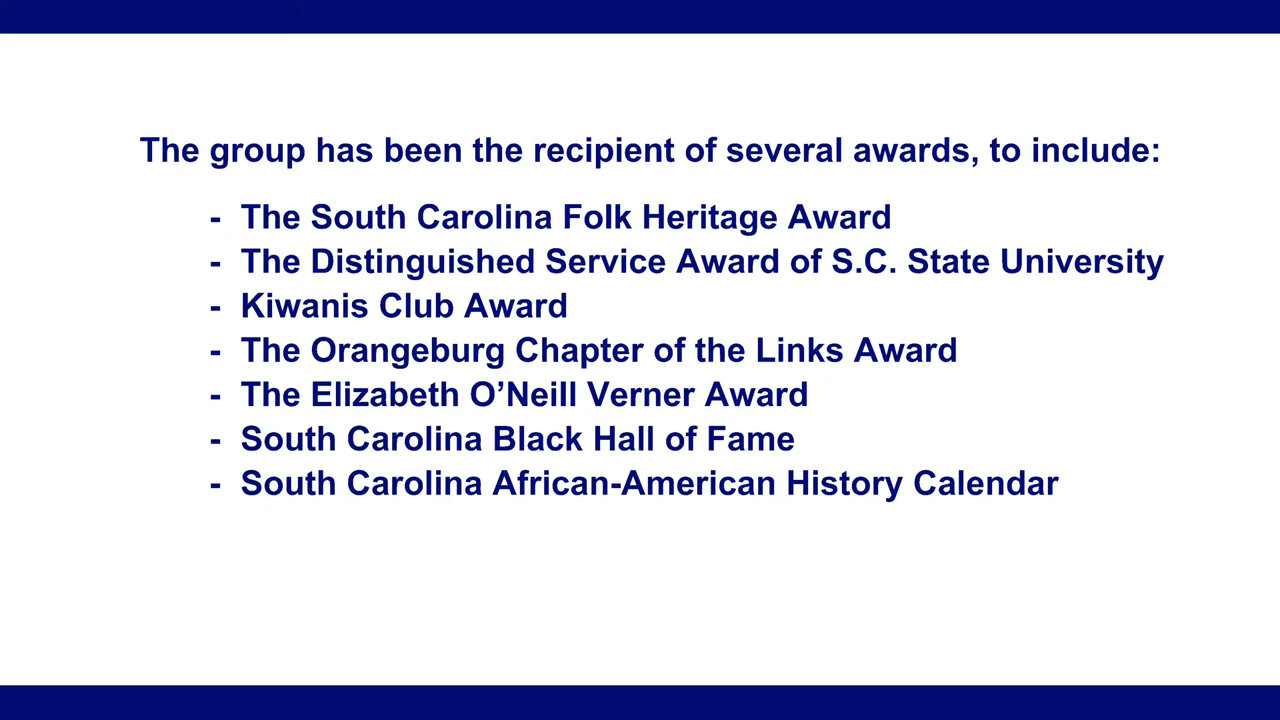 The group has been the recipient of several awards, to include:
- The South Carolina Folk Heritage Award
- The Distinguished Service Award of S.C. State University
- Kiwanis Club Award
- The Orangeburg Chapter of the Links Award
- The Elizabeth O’Neill Verner Award
- South Carolina Black Hall of Fame
- South Carolina African-American History Calendar